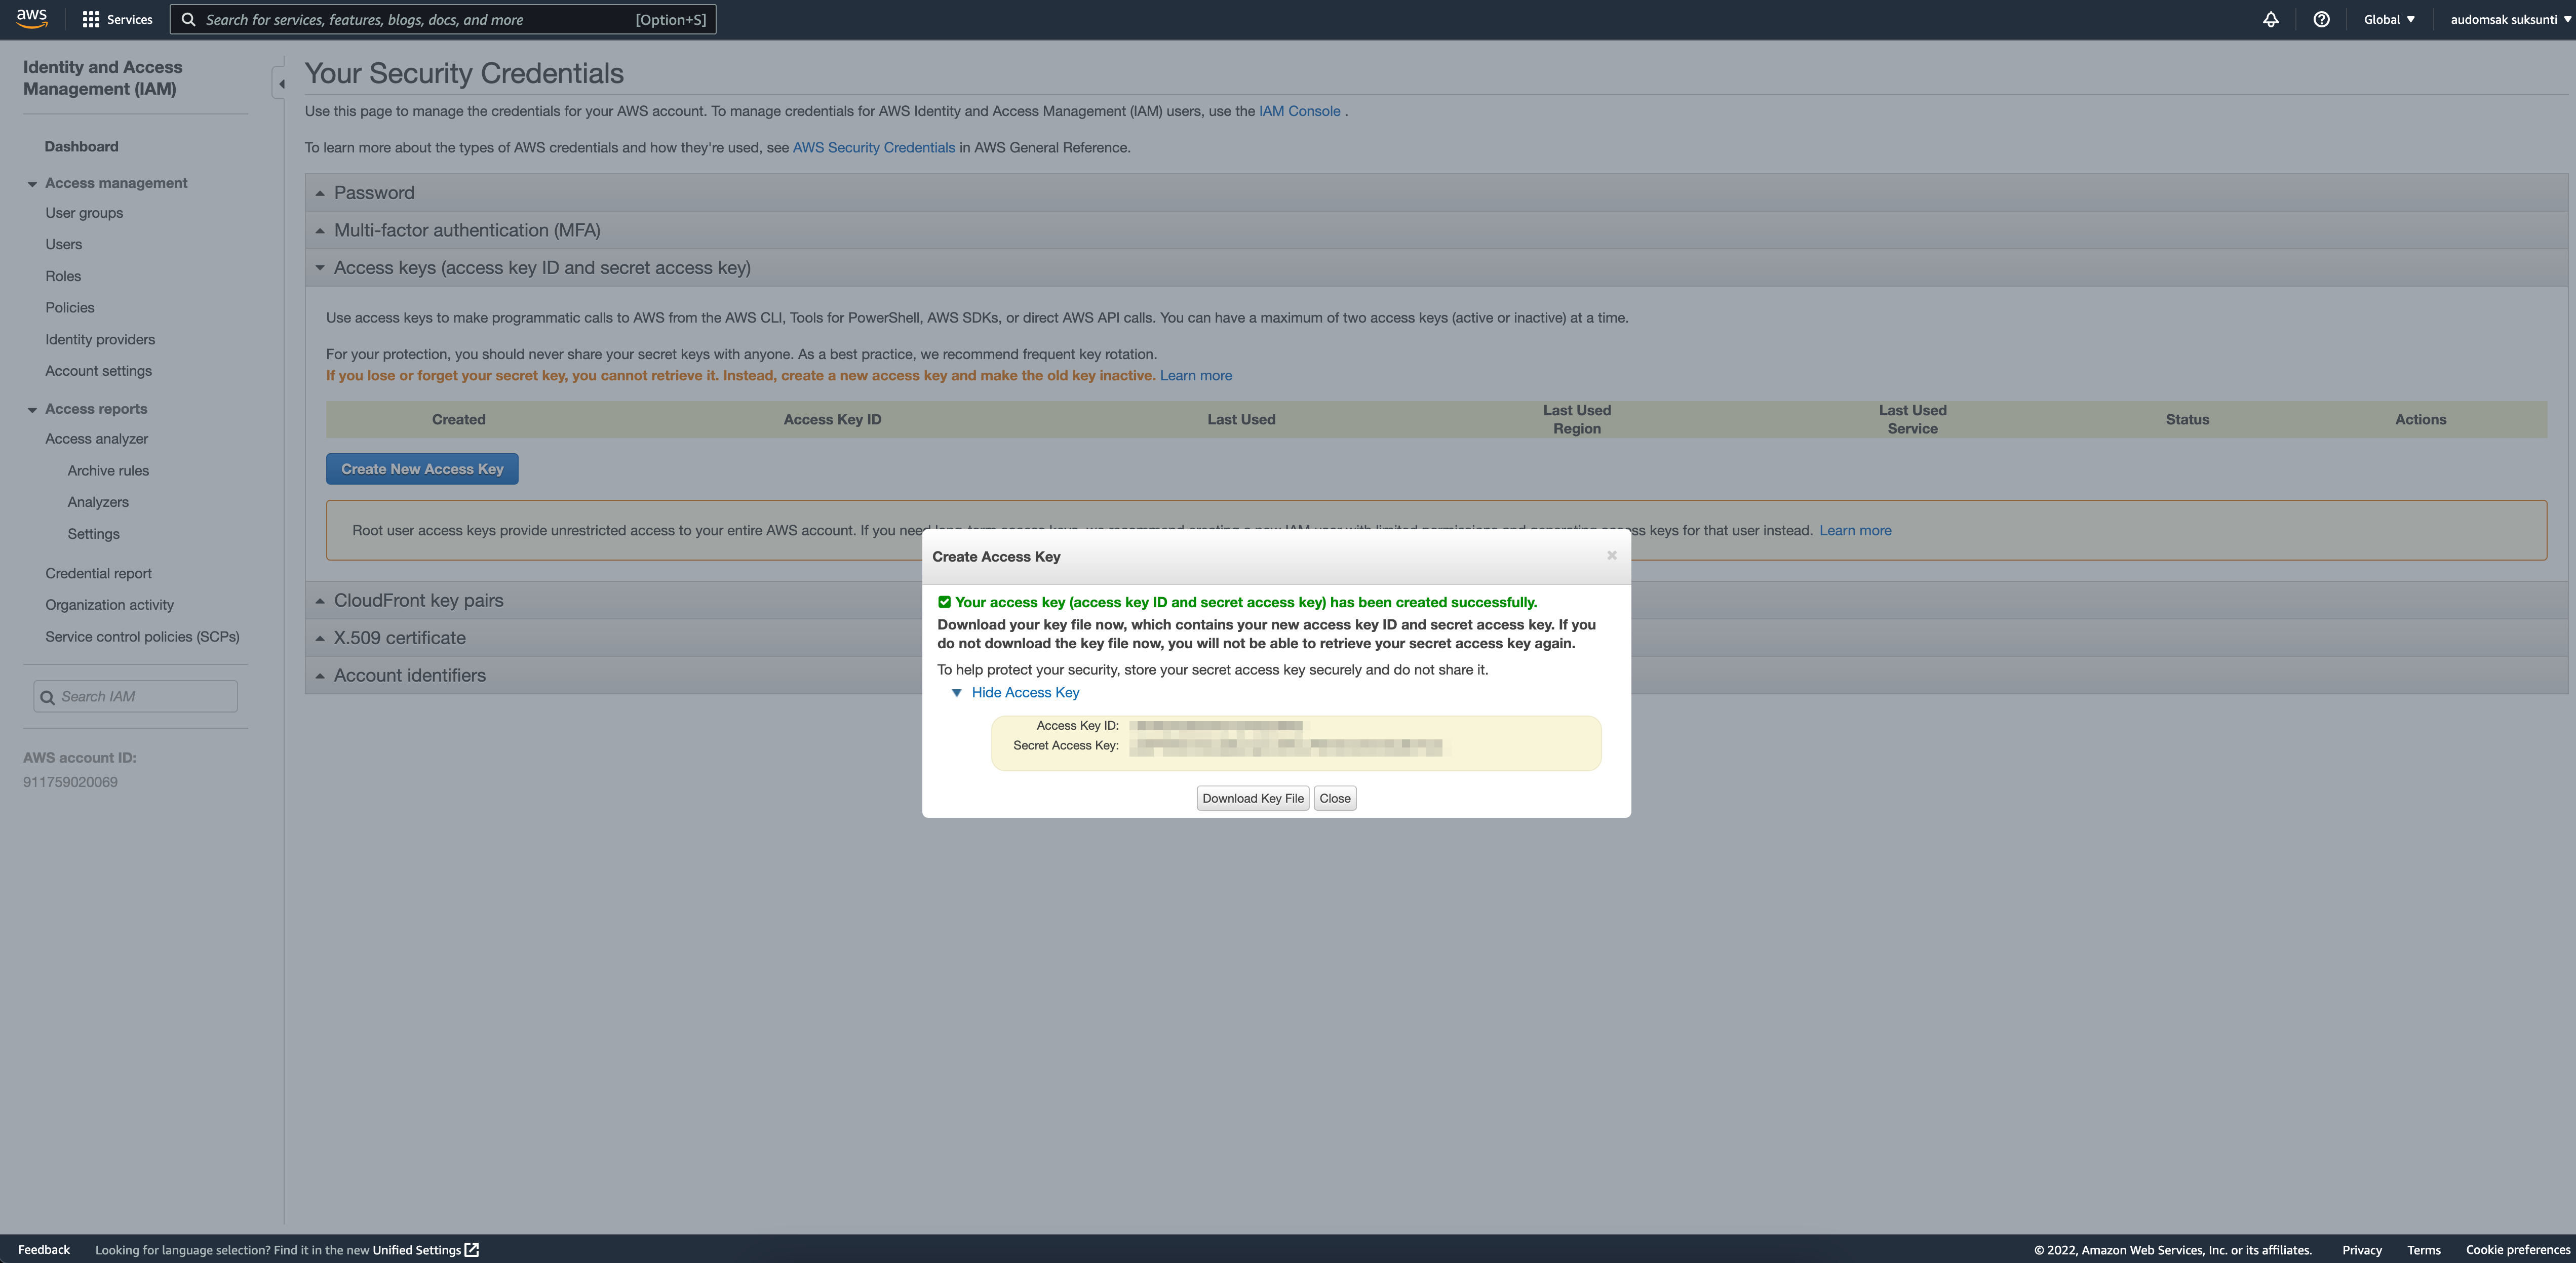 aws
Services
Search for services, features, blogs, docs, and more
[Option+S]
Global
audomsak suksunti
Identity and Access
Management (IAM)
Dashboard
Access management
User groups
Users
Roles
Policies
Identity providers
Account settings
Access reports
Access analyzer
Archive rules
Analyzers
Settings
Credential report
Organization activity
Service control policies (SCPs)
Search IAM
AWS account ID:
911759020069
Your Security Credentials
Use this page to manage the credentials for your AWS account. To manage credentials for AWS Identity and Access Management (IAM) users, use the IAM Console .
To learn more about the types of AWS credentials and how they're used, see AWS Security Credentials in AWS General Reference.
Password
Multi-factor authentication (MFA)
Access keys (access key ID and secret access key)
Use access keys to make programmatic calls to AWS from the AWS CLI, Tools for PowerShell, AWS SDKs, or direct AWS API calls. You can have a maximum of two access keys (active or inactive) at a time.
For your protection, you should never share your secret keys with anyone. As a best practice, we recommend frequent key rotation.
If you lose or forget your secret key, you cannot retrieve it. Instead, create a new access key and make the old key inactive. Learn more
Created
Access Key ID
Last Used
Last Used
Region
Last Used
Service
Status
Actions
Create New Access Key
Root user access keys provide unrestricted access to your entire AWS account. If you need long-term access keys, we recommend creating a new IAM user with limited permissions and generating access keys for that user instead. Learn more
CloudFront key pairs
X.509 certificate
Account identifiers
Create Access Key
Your access key (access key ID and secret access key) has been created successfully.
Download your key file now, which contains your new access key ID and secret access key. If you
do not download the key file now, you will not be able to retrieve your secret access key again.
To help protect your security, store your secret access key securely and do not share it.
Hide Access Key
Access Key ID:
Secret Access Key:
Download Key File
Close
Feedback
Looking for language selection? Find it in the new Unified Settings
© 2022, Amazon Web Services, Inc. or its affiliates.
Privacy
Terms
Cookie preferences